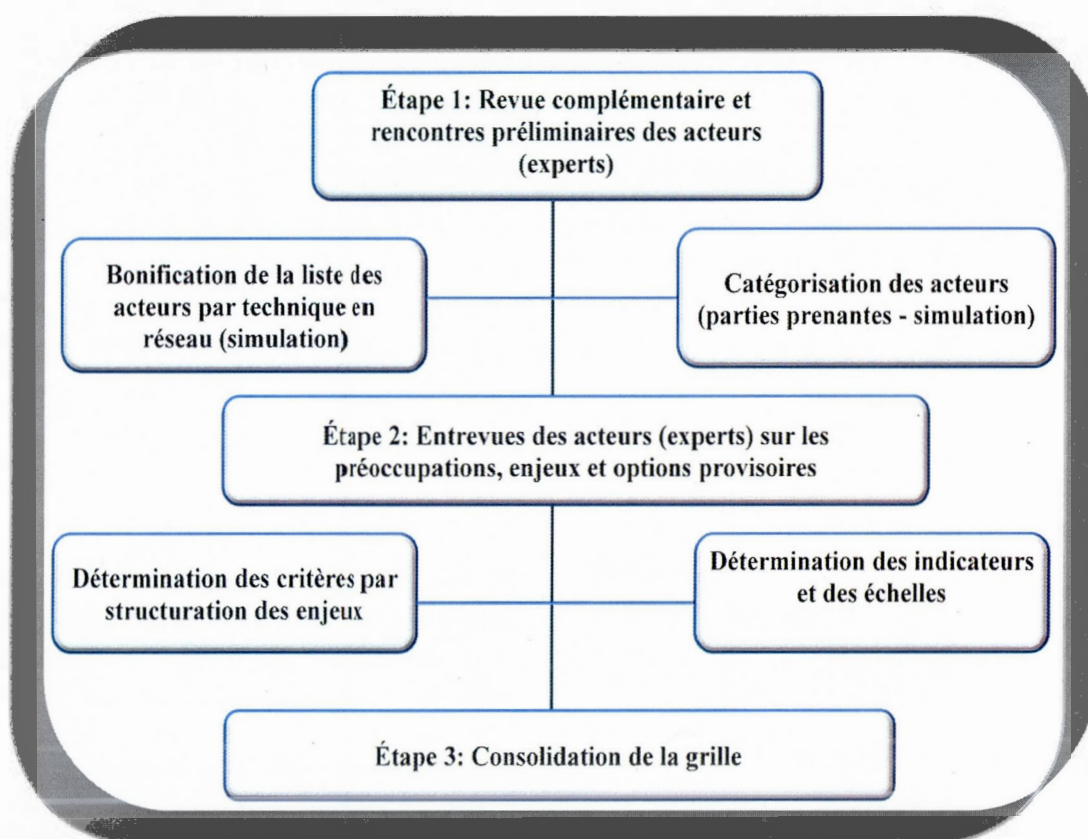 Étape 1: Revue complémentaire et
rencontres préliminaires des acteurs
(experts)
Bonification de la liste des
acteurs par technique en
réseau (simulation)
Catégorisation des acteurs
(parties prenantes - simulation)
Étape 2: Entrevues des acteurs (experts) sur les
préoccupations, enjeux et options provisoires
Détermination des critères par
structuration des enjeux
Détermination des indicateurs
et des échelles
Étape 3: Consolidation de la grille